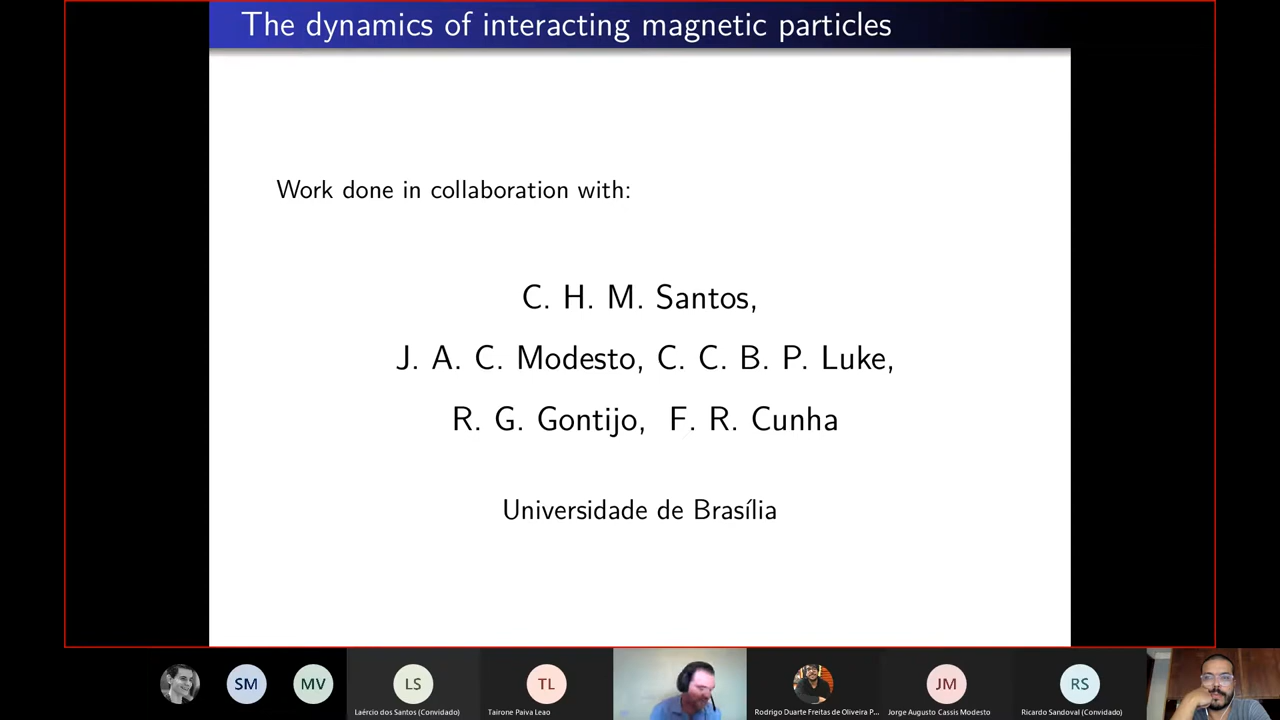 The dynamics of interacting magnetic particles
Work done in collaboration with:
C. H. M. Santos,
J. A. C. Modesto, C. C. B. P. Luke,
R. G. Gontijo, F. R. Cunha
Universidade de Brasília
SM
MV
LS
TL
JM
RS
Laércio dos Santos (Convidado)
Tairone Paiva Leao
Rodrigo Duarte Freitas de Oliveira P...
Jorge Augusto Cassis Modesto
Ricardo Sandoval (Convidado)